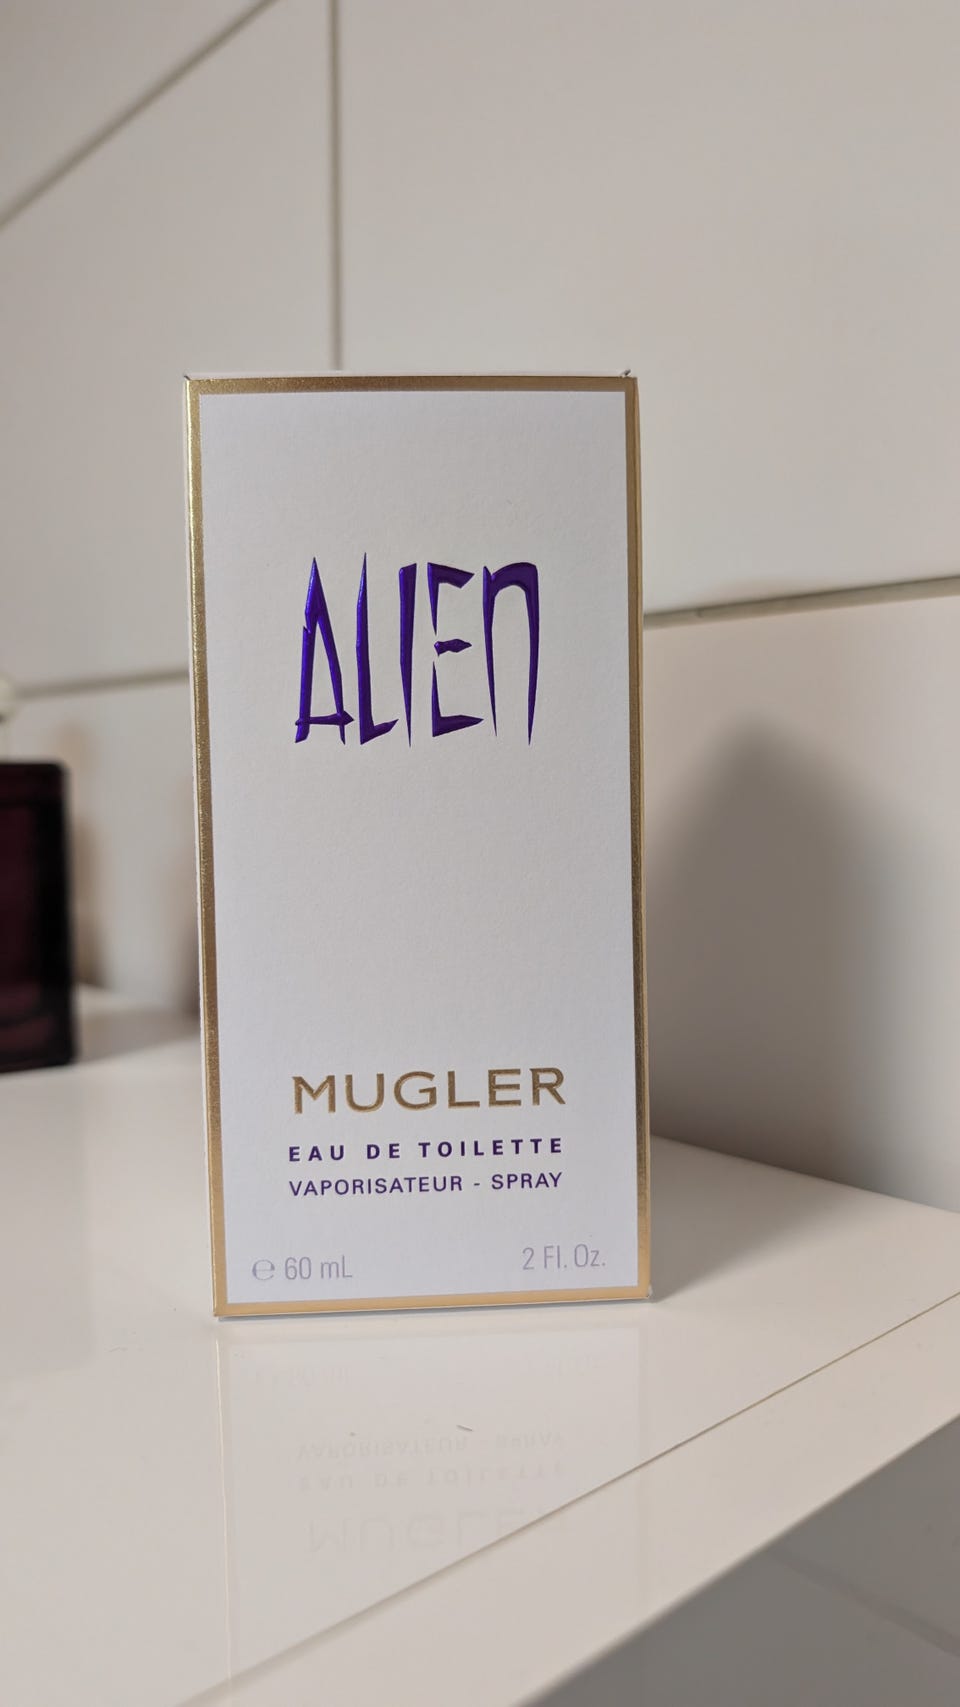 ALIEN
MUGLER
EAU DE TOILETTE
VAPORISATEUR - SPRAY
℮ 60 mL 2 Fl. Oz.